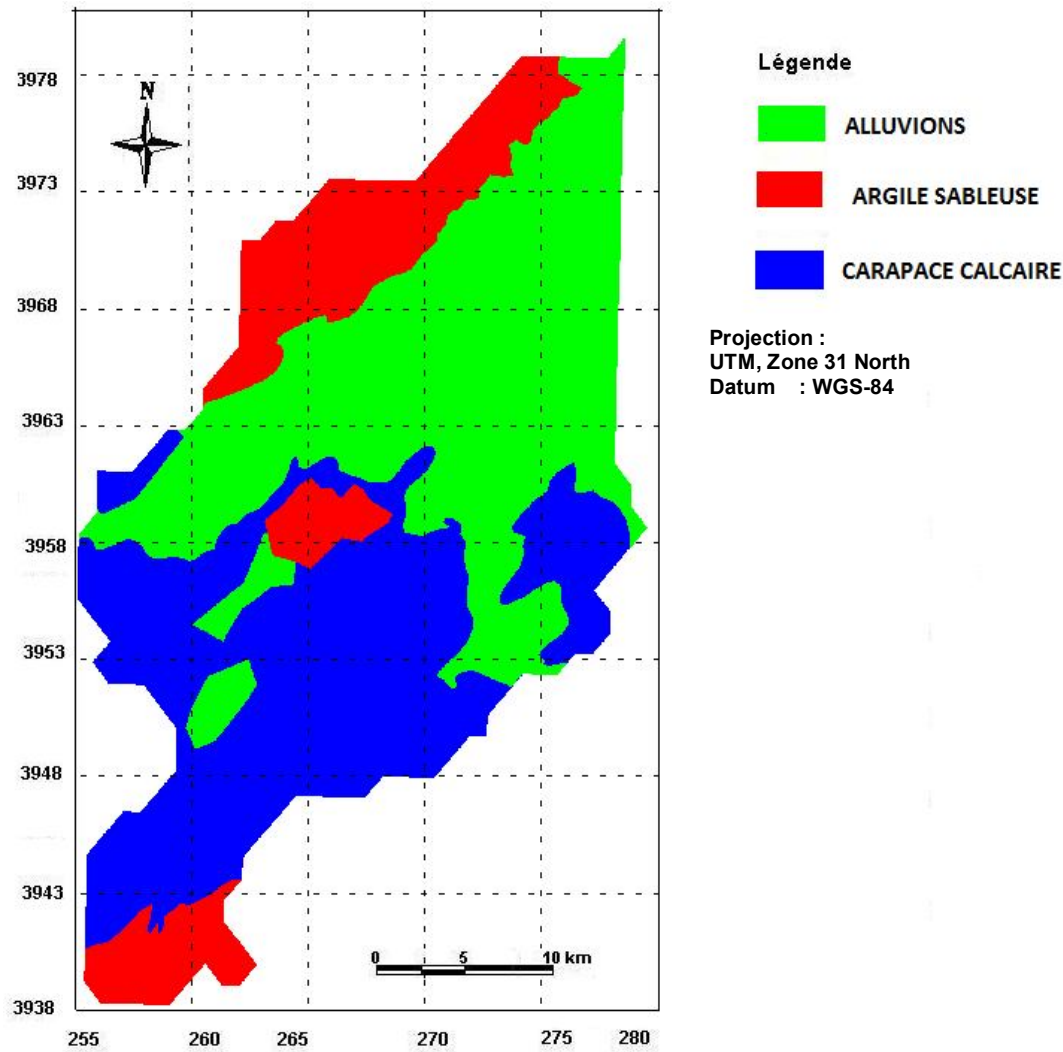 3978
3973
3968
3963
3958
3953
3948
3943
3938
255 260 265 270 275 280
N
0 5 10 km
Légende
ALLUVIONS
ARGILE SABLEUSE
CARAPACE CALCAIRE
Projection :
UTM, Zone 31 North
Datum : WGS-84